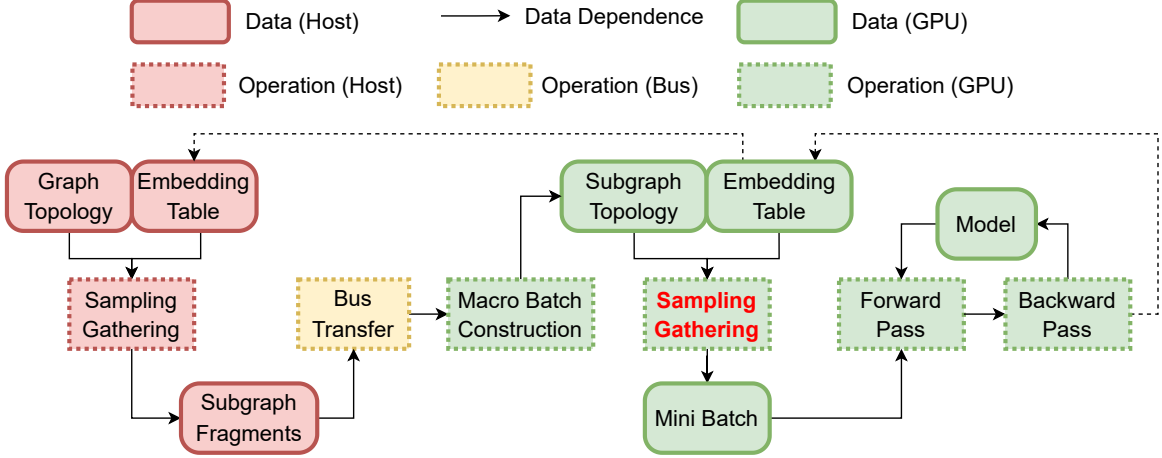 Data (Host)
Data Dependence
Data (GPU)
Operation (Host)
Operation (Bus)
Operation (GPU)
Graph
Topology
Embedding
Table
Subgraph
Topology
Embedding
Table
Model
Sampling
Gathering
Bus
Transfer
Macro Batch
Construction
Sampling
Gathering
Forward
Pass
Backward
Pass
Subgraph
Fragments
Mini Batch